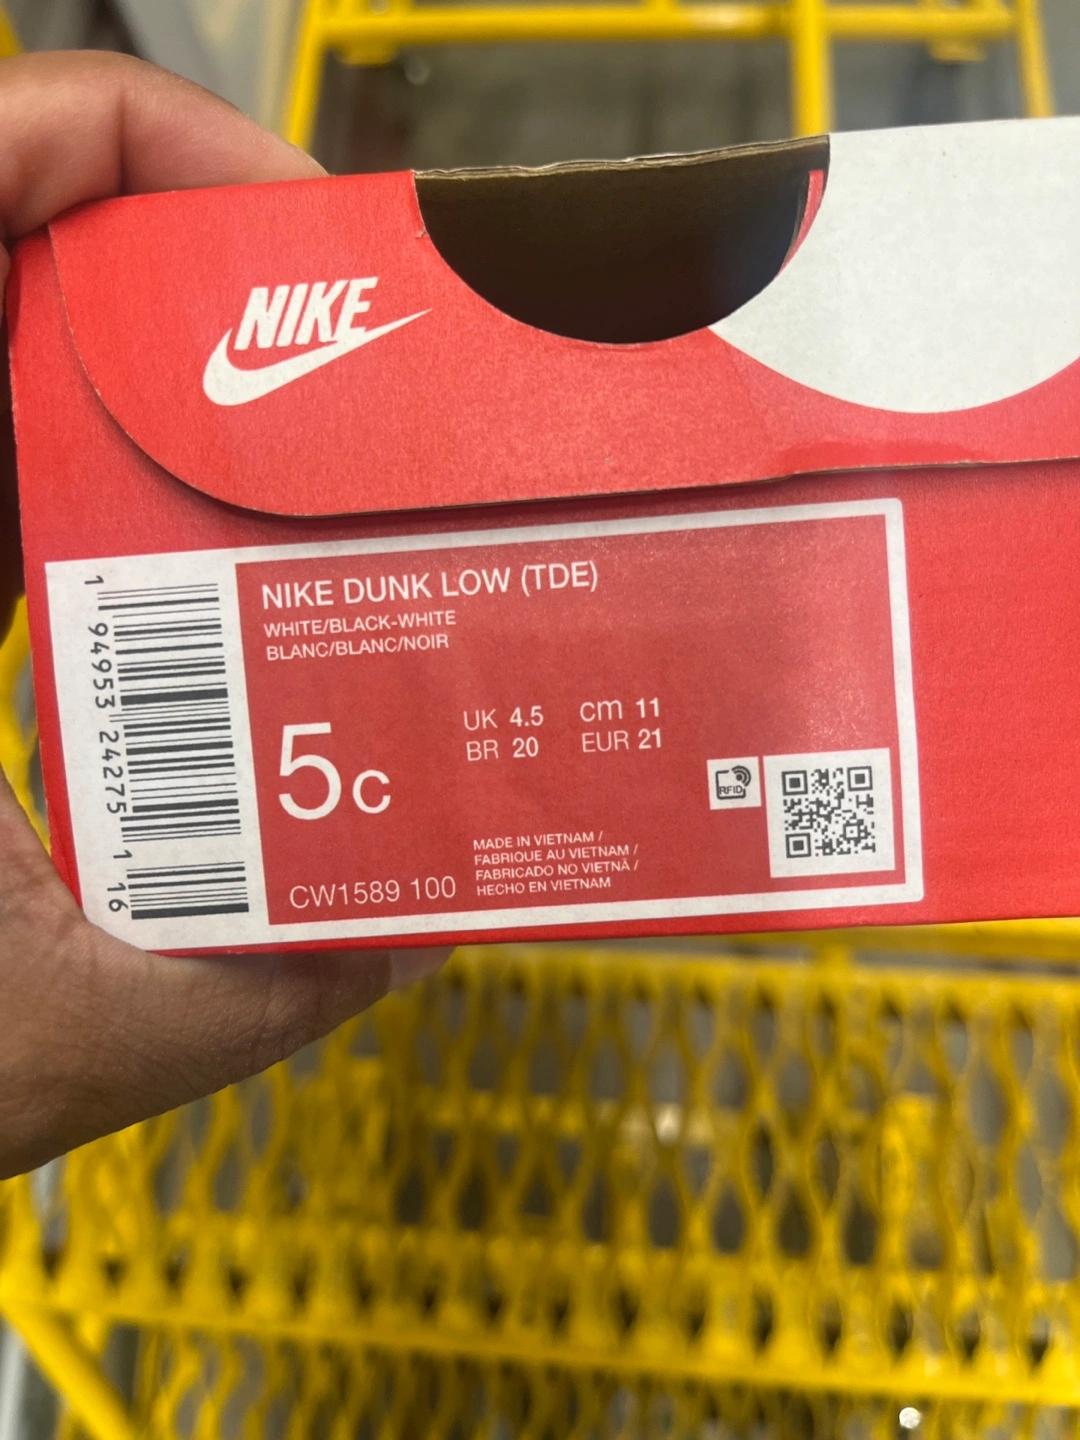 NIKE
NIKE DUNK LOW (TDE)
WHITE/BLACK-WHITE
BLANC/BLANC/NOIR
5c
UK 4.5 cm 11
BR 20 EUR 21
RFID
MADE IN VIETNAM /
FABRIQUE AU VIETNAM /
FABRICADO NO VIETNÃ /
HECHO EN VIETNAM
CW1589 100
1 94953 24275 1 16